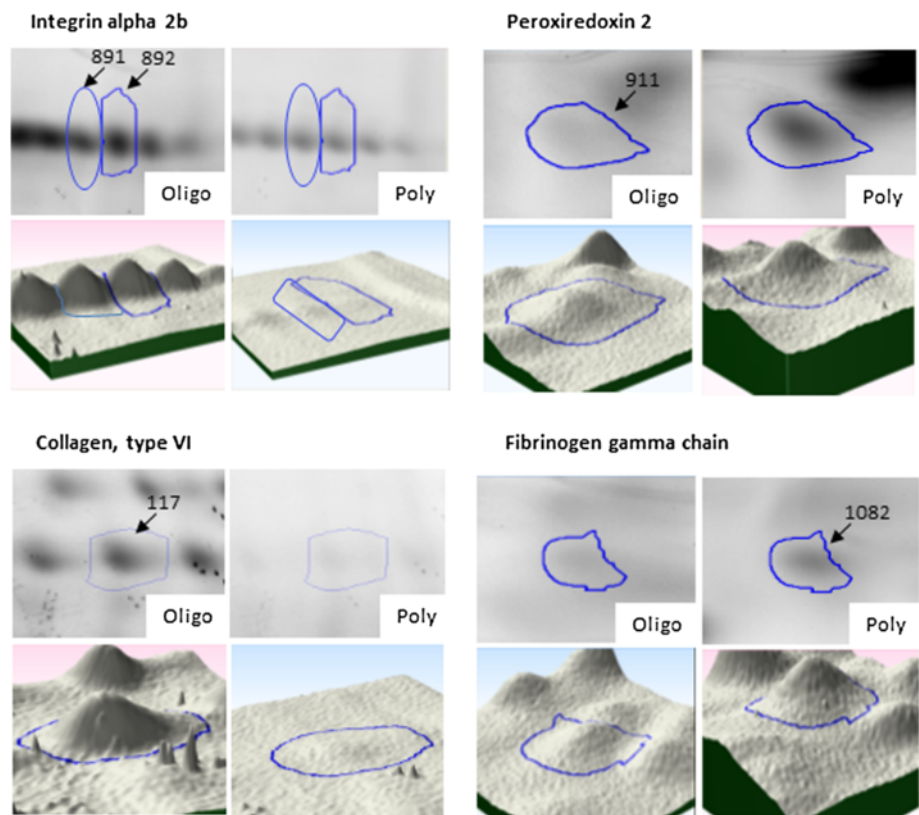 Integrin alpha 2b
891 892
Oligo
Poly
Peroxiredoxin 2
911
Oligo
Poly
Collagen, type VI
117
Oligo
Poly
Fibrinogen gamma chain
1082
Oligo
Poly